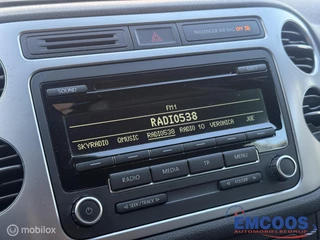 PASSENGER AIR BAG OFF
SOUND
FM1
RADIO538
SKYRADIO QMUSIC RADIO538 RADIO 10 VERONICA JOE
RADIO MEDIA TP MENU
SEEK/TRACK
Mobilox
EMCOOS
AUTOMOBIELBEDRIJF